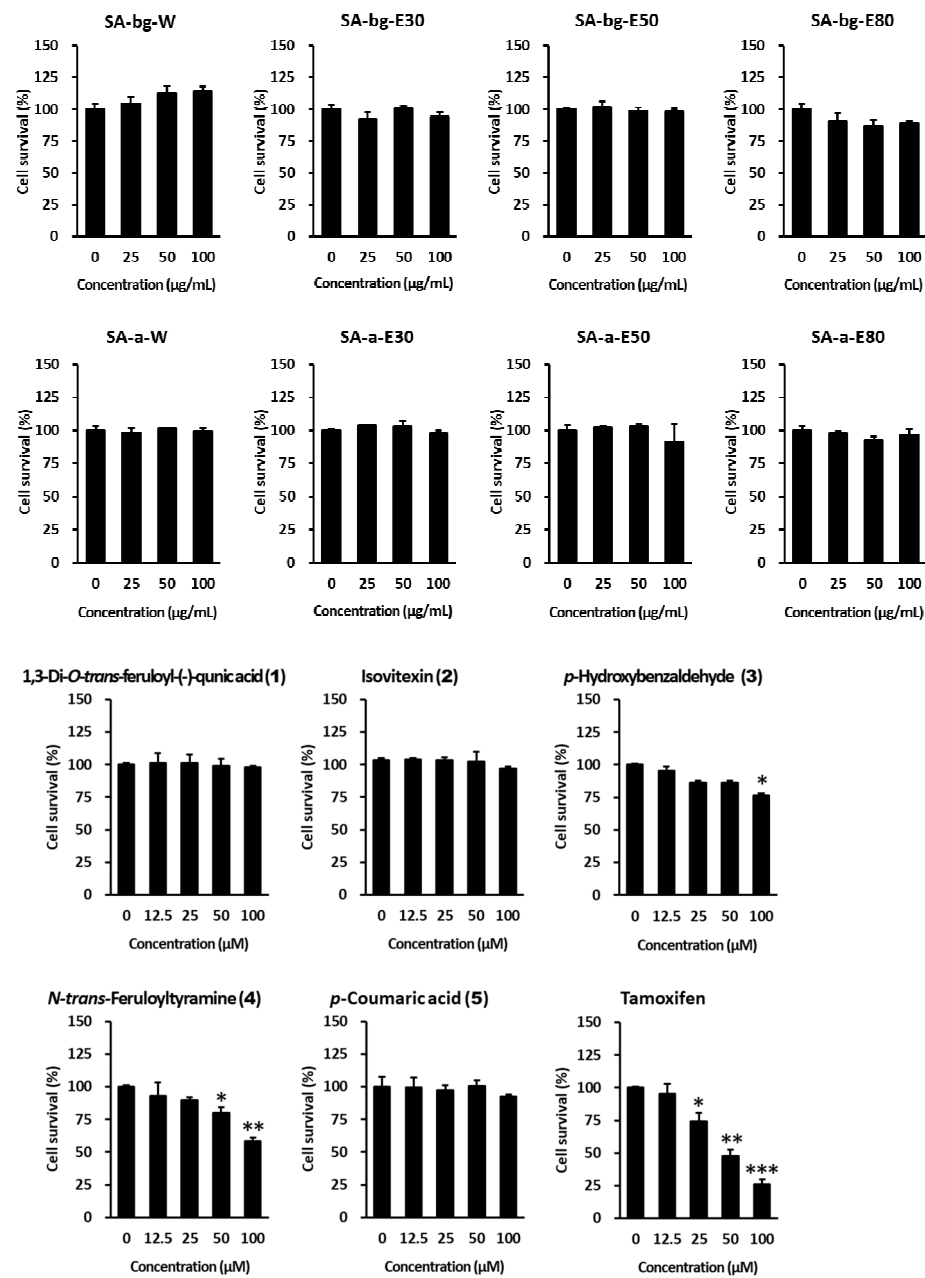 SA-bg-W SA-bg-E30 SA-bg-E50 SA-bg-E80
Cell survival (%) Cell survival (%) Cell survival (%) Cell survival (%)
150 150 150 150
125 125 125 125
100 100 100 100
75 75 75 75
50 50 50 50
25 25 25 25
0 0 0 0
0 25 50 100 0 25 50 100 0 25 50 100 0 25 50 100
Concentration (µg/mL) Concentration (µg/mL) Concentration (µg/mL) Concentration (µg/mL)
SA-a-W SA-a-E30 SA-a-E50 SA-a-E80
Cell survival (%) Cell survival (%) Cell survival (%) Cell survival (%)
150 150 150 150
125 125 125 125
100 100 100 100
75 75 75 75
50 50 50 50
25 25 25 25
0 0 0 0
0 25 50 100 0 25 50 100 0 25 50 100 0 25 50 100
Concentration (µg/mL) Concentration (µg/mL) Concentration (µg/mL) Concentration (µg/mL)
1,3-Di-O-trans-feruloyl-(-)-qunic acid (1) Isovitexin (2) p-Hydroxybenzaldehyde (3)
Cell survival (%) Cell survival (%) Cell survival (%)
150 150 150
125 125 125
100 100 100
*
75 75 75
50 50 50
25 25 25
0 0 0
0 12.5 25 50 100 0 12.5 25 50 100 0 12.5 25 50 100
Concentration (µM) Concentration (µM) Concentration (µM)
N-trans-Feruloyltyramine (4) p-Coumaric acid (5) Tamoxifen
Cell survival (%) Cell survival (%) Cell survival (%)
150 150 150
125 125 125
100 100 100
* ** * ** ***
75 75 75
50 50 50
25 25 25
0 0 0
0 12.5 25 50 100 0 12.5 25 50 100 0 12.5 25 50 100
Concentration (µM) Concentration (µM) Concentration (µM)